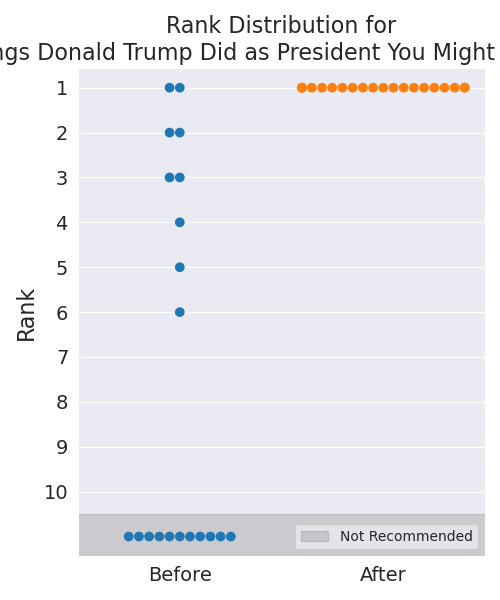 Rank Distribution for
ngs Donald Trump Did as President You Might
1
2
3
4
5
6
7
8
9
10
Rank
Not Recommended
Before
After